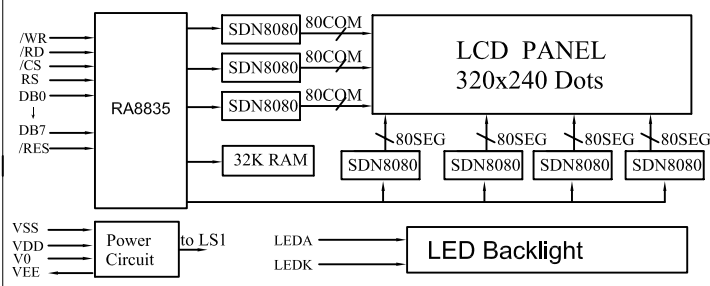 /WR
/RD
/CS
RS
DB0
DB7
/RES
RA8835
SDN8080
80COM
SDN8080
80COM
SDN8080
80COM
LCD PANEL
320x240 Dots
32K RAM
80SEG
80SEG
80SEG
80SEG
SDN8080
SDN8080
SDN8080
SDN8080
VSS
VDD
V0
VEE
Power
Circuit
to LS1
LEDA
LEDK
LED Backlight